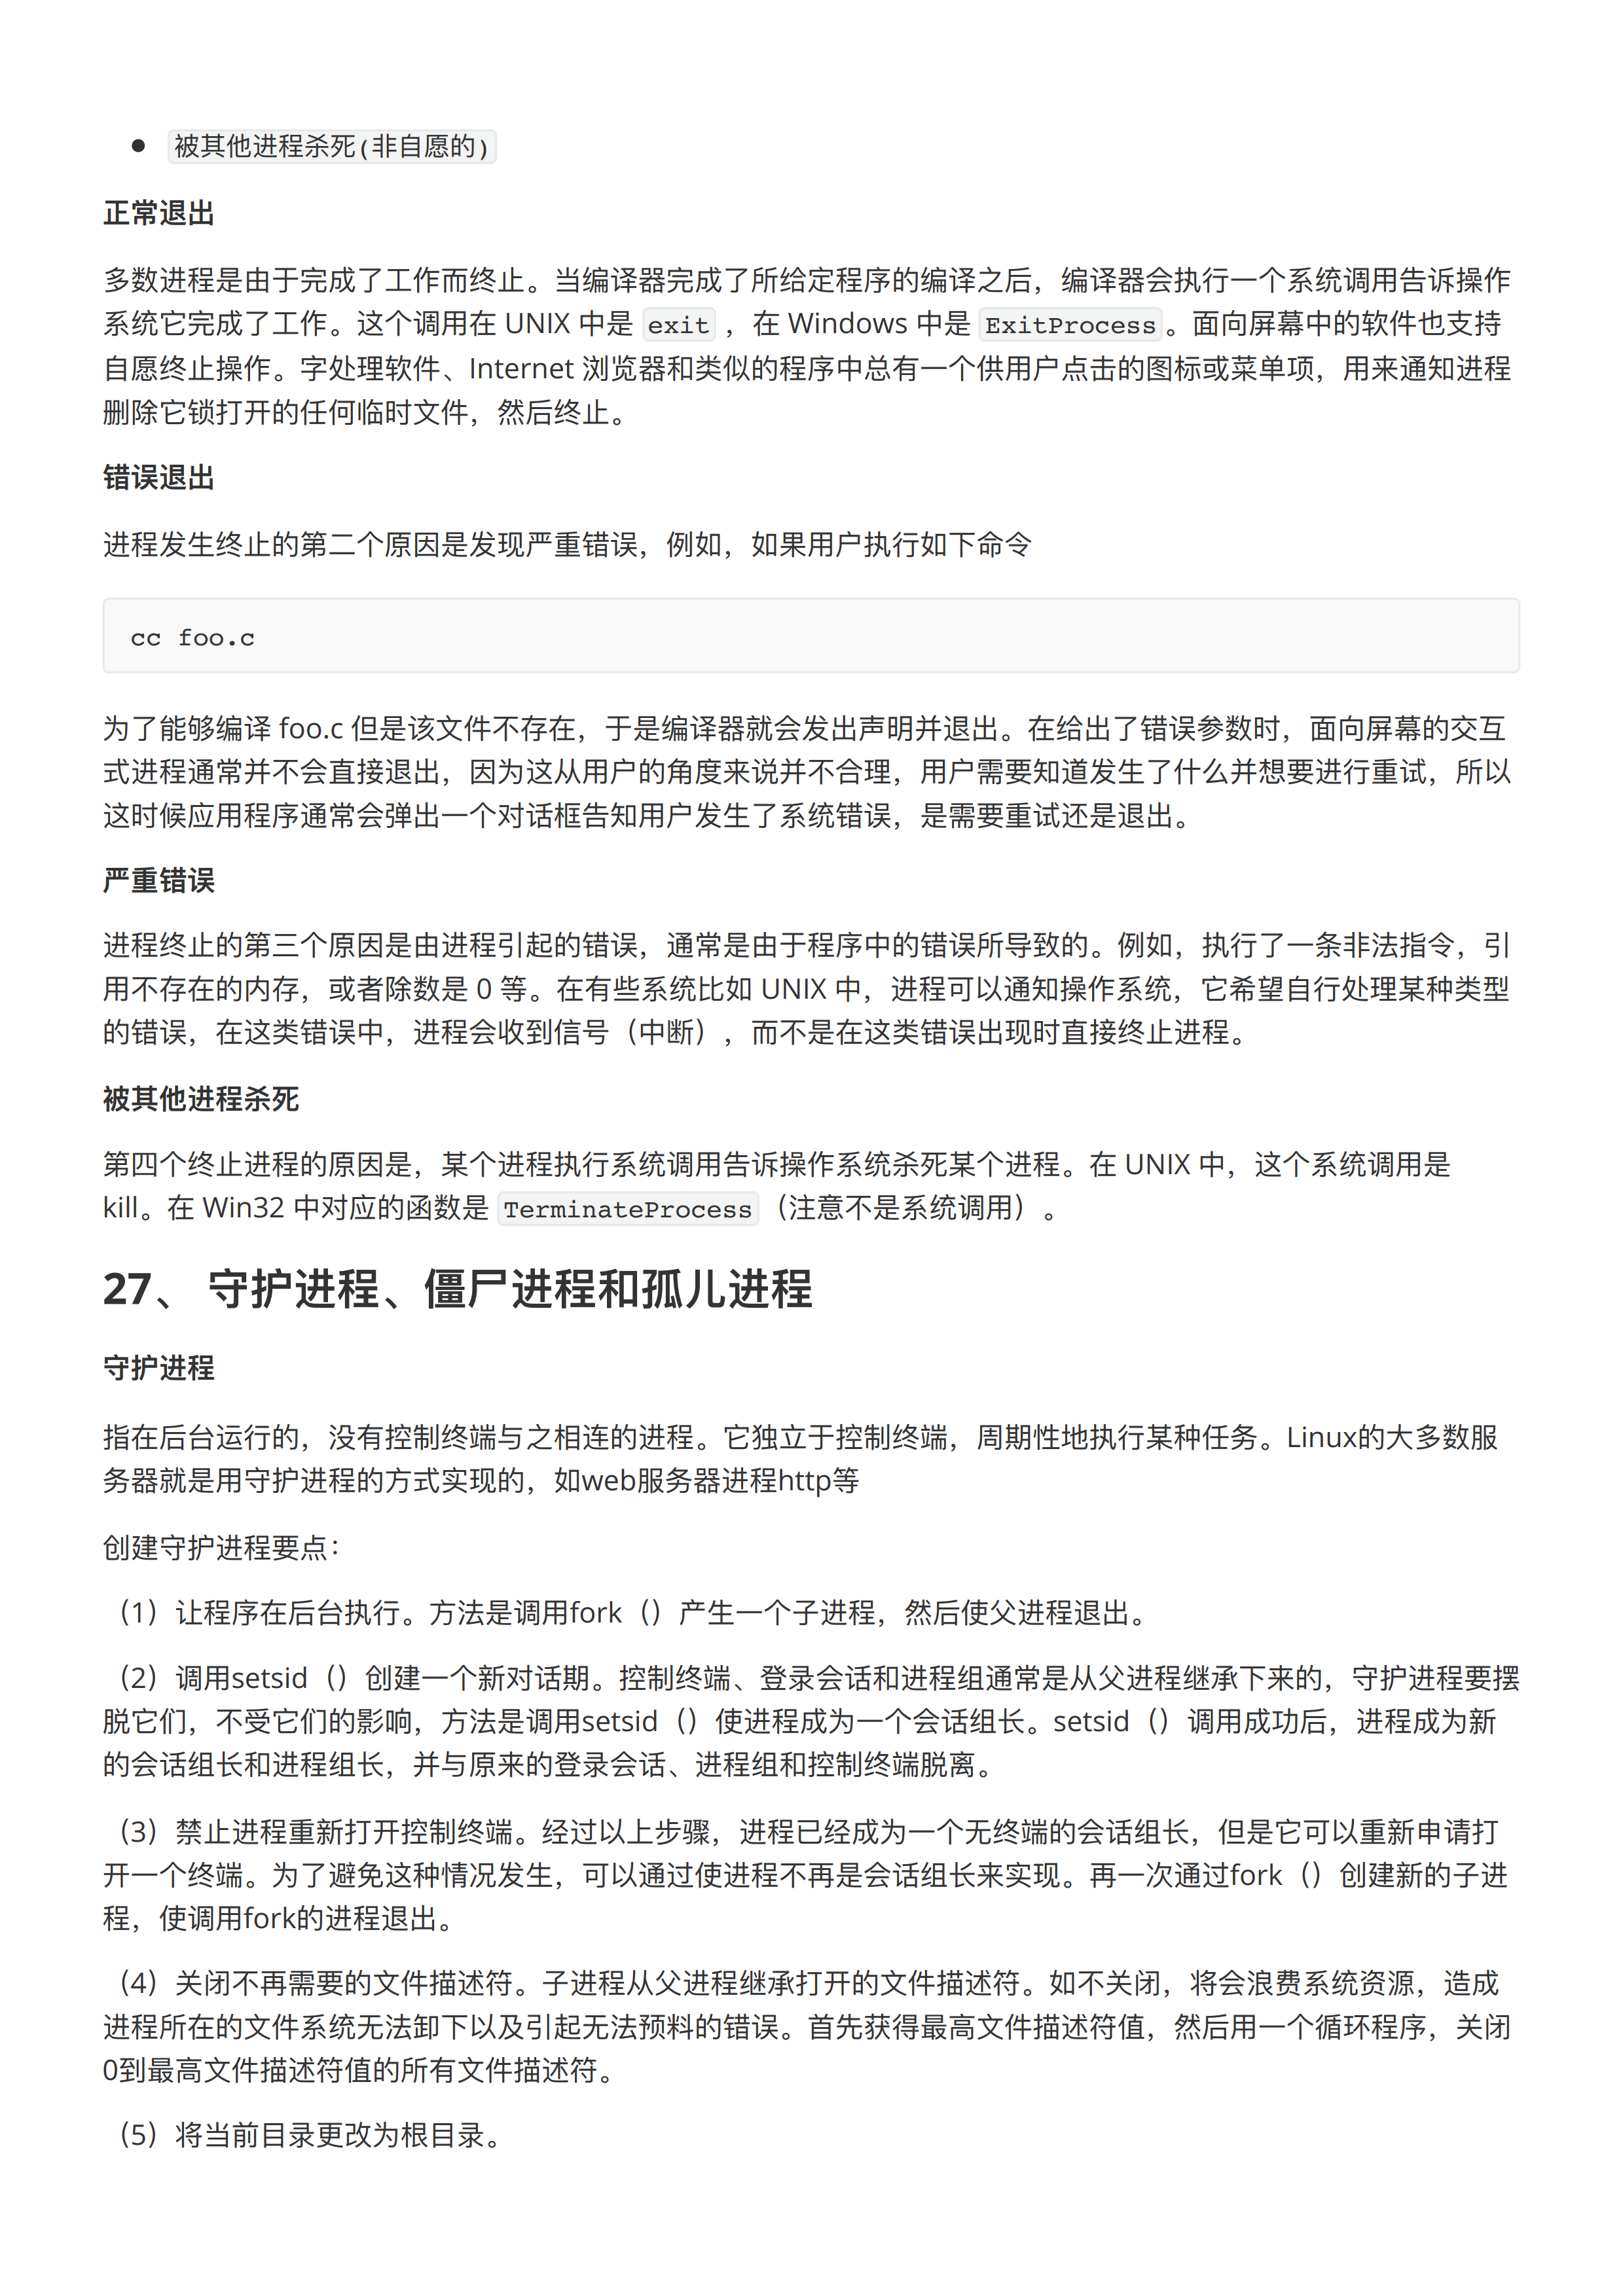 被其他进程杀死(非自愿的)
正常退出
多数进程是由于完成了工作而终止。当编译器完成了所给定程序的编译之后，编译器会执行一个系统调用告诉操作
系统它完成了工作。这个调用在 UNIX 中是 exit ，在 Windows 中是 ExitProcess 。面向屏幕中的软件也支持
自愿终止操作。字处理软件、Internet 浏览器和类似的程序中总有一个供用户点击的图标或菜单项，用来通知进程
删除它锁打开的任何临时文件，然后终止。
错误退出
进程发生终止的第二个原因是发现严重错误，例如，如果用户执行如下命令
cc foo.c
为了能够编译 foo.c 但是该文件不存在，于是编译器就会发出声明并退出。在给出了错误参数时，面向屏幕的交互
式进程通常并不会直接退出，因为这从用户的角度来说并不合理，用户需要知道发生了什么并想要进行重试，所以
这时候应用程序通常会弹出一个对话框告知用户发生了系统错误，是需要重试还是退出。
严重错误
进程终止的第三个原因是由进程引起的错误，通常是由于程序中的错误所导致的。例如，执行了一条非法指令，引
用不存在的内存，或者除数是 0 等。在有些系统比如 UNIX 中，进程可以通知操作系统，它希望自行处理某种类型
的错误，在这类错误中，进程会收到信号（中断），而不是在这类错误出现时直接终止进程。
被其他进程杀死
第四个终止进程的原因是，某个进程执行系统调用告诉操作系统杀死某个进程。在 UNIX 中，这个系统调用是
kill。在 Win32 中对应的函数是 TerminateProcess （注意不是系统调用）。
27、 守护进程、僵尸进程和孤儿进程
守护进程
指在后台运行的，没有控制终端与之相连的进程。它独立于控制终端，周期性地执行某种任务。Linux的大多数服
务器就是用守护进程的方式实现的，如web服务器进程http等
创建守护进程要点：
（1）让程序在后台执行。方法是调用fork（）产生一个子进程，然后使父进程退出。
（2）调用setsid（）创建一个新对话期。控制终端、登录会话和进程组通常是从父进程继承下来的，守护进程要摆
脱它们，不受它们的影响，方法是调用setsid（）使进程成为一个会话组长。setsid（）调用成功后，进程成为新
的会话组长和进程组长，并与原来的登录会话、进程组和控制终端脱离。
（3）禁止进程重新打开控制终端。经过以上步骤，进程已经成为一个无终端的会话组长，但是它可以重新申请打
开一个终端。为了避免这种情况发生，可以通过使进程不再是会话组长来实现。再一次通过fork（）创建新的子进
程，使调用fork的进程退出。
（4）关闭不再需要的文件描述符。子进程从父进程继承打开的文件描述符。如不关闭，将会浪费系统资源，造成
进程所在的文件系统无法卸下以及引起无法预料的错误。首先获得最高文件描述符值，然后用一个循环程序，关闭
0到最高文件描述符值的所有文件描述符。
（5）将当前目录更改为根目录。